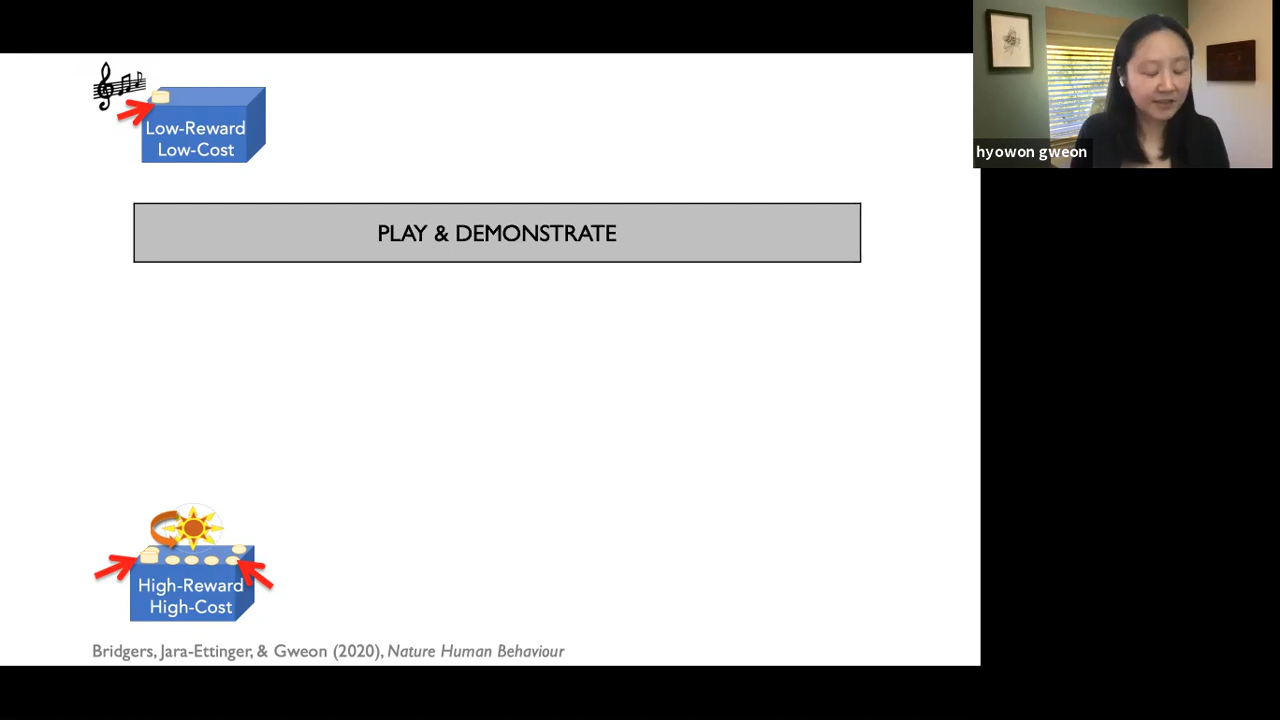 Low-Reward
Low-Cost
hyowon gweon
PLAY & DEMONSTRATE
High-Reward
High-Cost
Bridgers, Jara-Ettinger, & Gweon (2020), Nature Human Behaviour